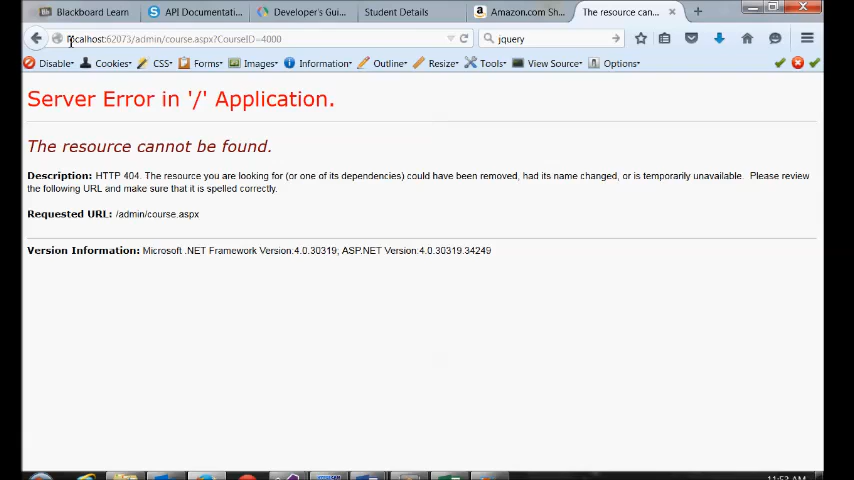 Blackboard Learn
API Documentati...
Developer's Gui...
Student Details
Amazon.com Sh...
The resource can...
localhost:62073/admin/course.aspx?CourseID=4000
jquery
Disable
Cookies
CSS
Forms
Images
Information
Outline
Resize
Tools
View Source
Options
Server Error in '/' Application.
The resource cannot be found.
Description: HTTP 404. The resource you are looking for (or one of its dependencies) could have been removed, had its name changed, or is temporarily unavailable. Please review
the following URL and make sure that it is spelled correctly.
Requested URL: /admin/course.aspx
Version Information: Microsoft .NET Framework Version:4.0.30319; ASP.NET Version:4.0.30319.34249